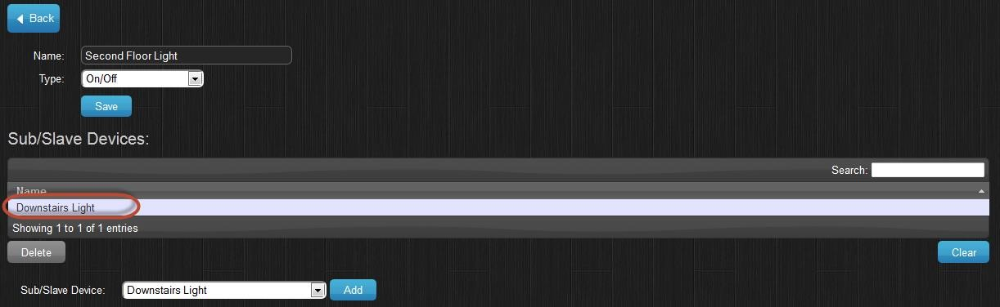 Back
Name: Second Floor Light
Type: On/Off
Save
Sub/Slave Devices:
Search:
Name
Downstairs Light
Showing 1 to 1 of 1 entries
Delete Clear
Sub/Slave Device: Downstairs Light Add